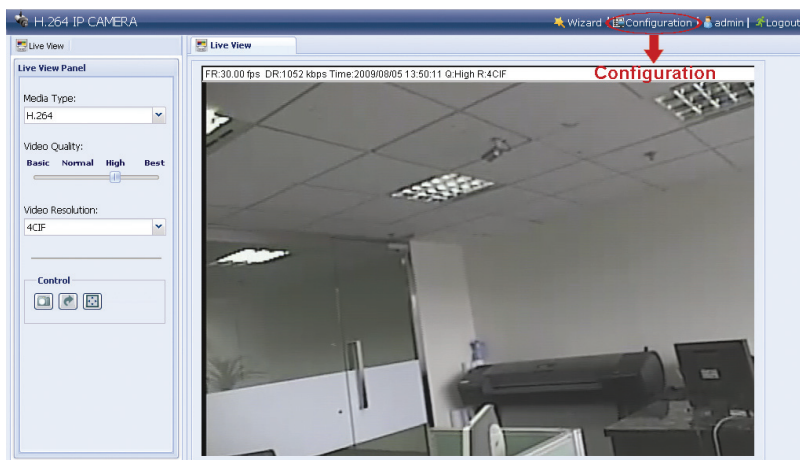 H.264 IP CAMERA
Wizard | Configuration | admin | Logout
Live View
Live View
Configuration
Live View Panel
FR:30.00 fps DR:1052 kbps Time:2009/08/05 13:50:11 Q:High R:4CIF
Media Type:
H.264
Video Quality:
Basic Normal High Best
Video Resolution:
4CIF
Control